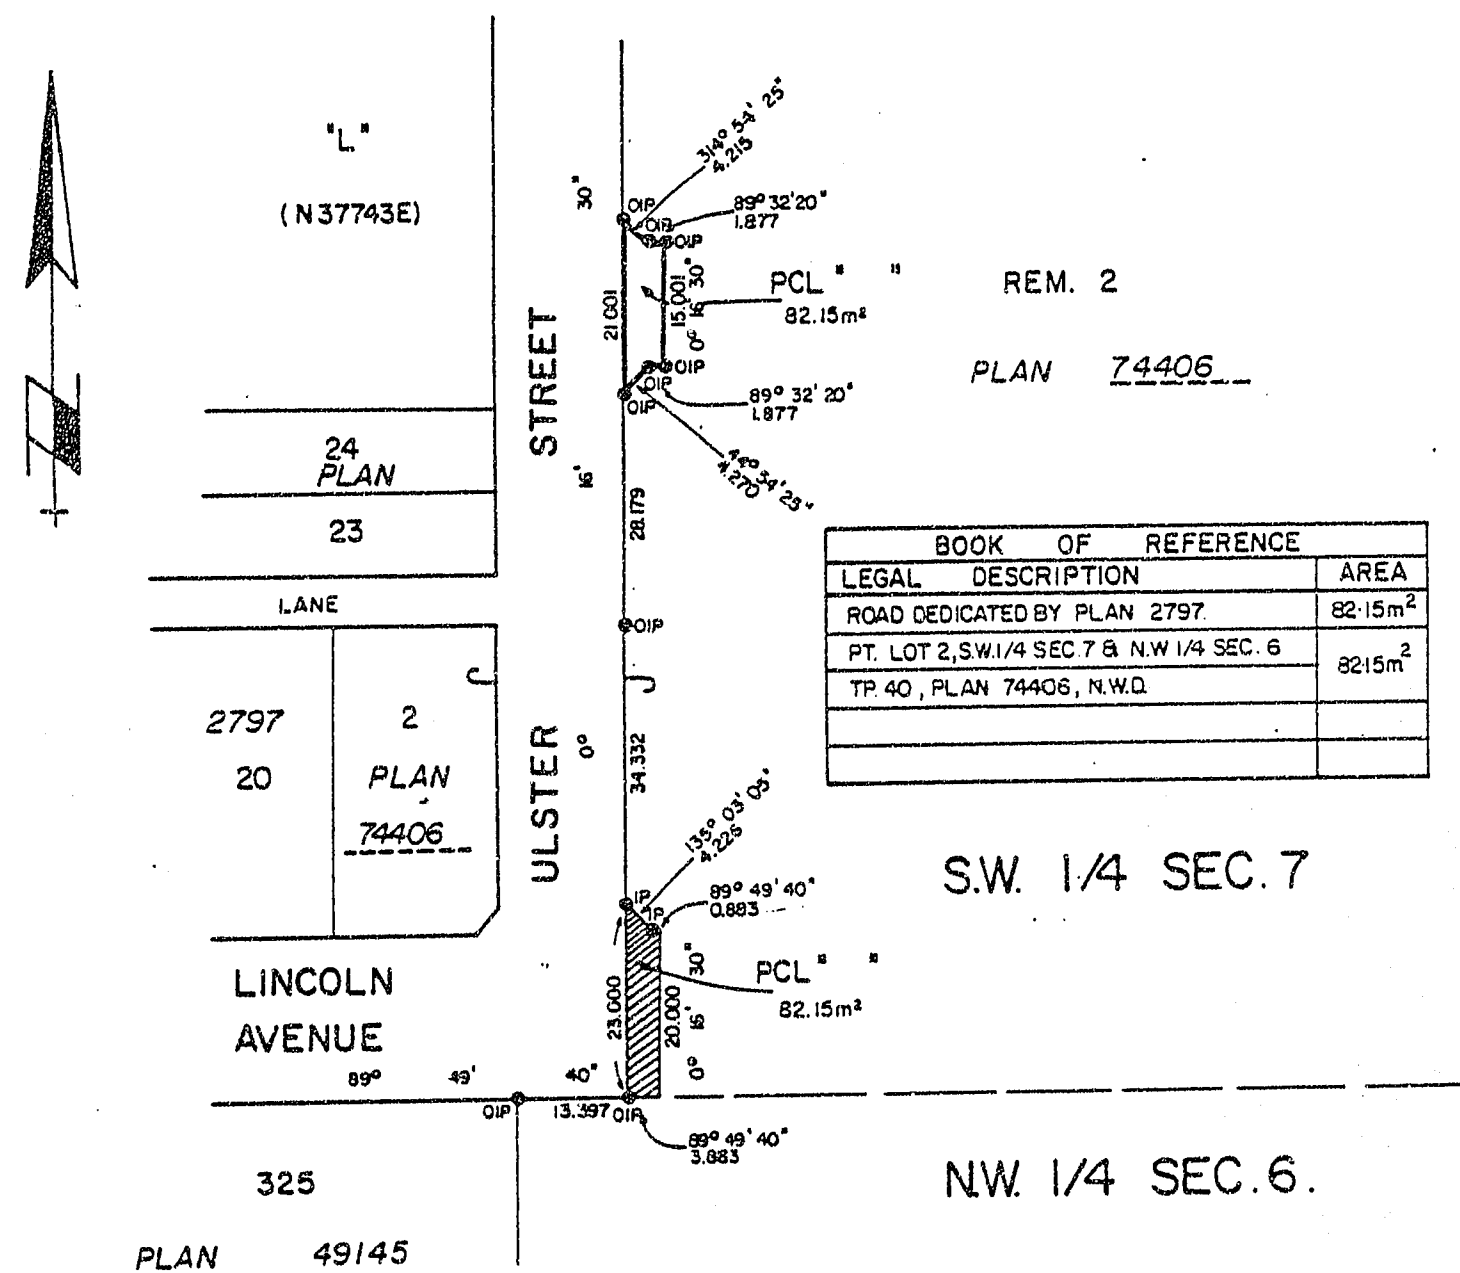 "L"
(N37743E)
314° 54' 25"
4.215
30"
OIP
OIP
OIP
89° 32' 20"
1.877
PCL " "
82.15m²
REM. 2
PLAN 74406
21.001
15.001
0° 16' 30"
OIP
OIP
OIP
89° 32' 20"
1.877
44° 54' 25"
4.270
STREET
16'
28.179
24
PLAN
23
LANE
OIP
BOOK OF REFERENCE
LEGAL DESCRIPTION AREA
ROAD DEDICATED BY PLAN 2797. 82.15m²
PT. LOT 2, S.W.1/4 SEC.7 & N.W 1/4 SEC. 6 82.15m²
TP. 40, PLAN 74406, N.W.D.
2797
20
2
PLAN
74406
ULSTER
0°
34.332
135° 03' 05"
4.226
IP
IP
89° 49' 40"
0.883
S.W. 1/4 SEC. 7
PCL " "
82.15m²
23.000
20.000
0° 16' 30"
LINCOLN
AVENUE
89° 49' 40"
OIP
13.397
OIP
89° 49' 40"
3.883
325
PLAN 49145
N.W. 1/4 SEC. 6.